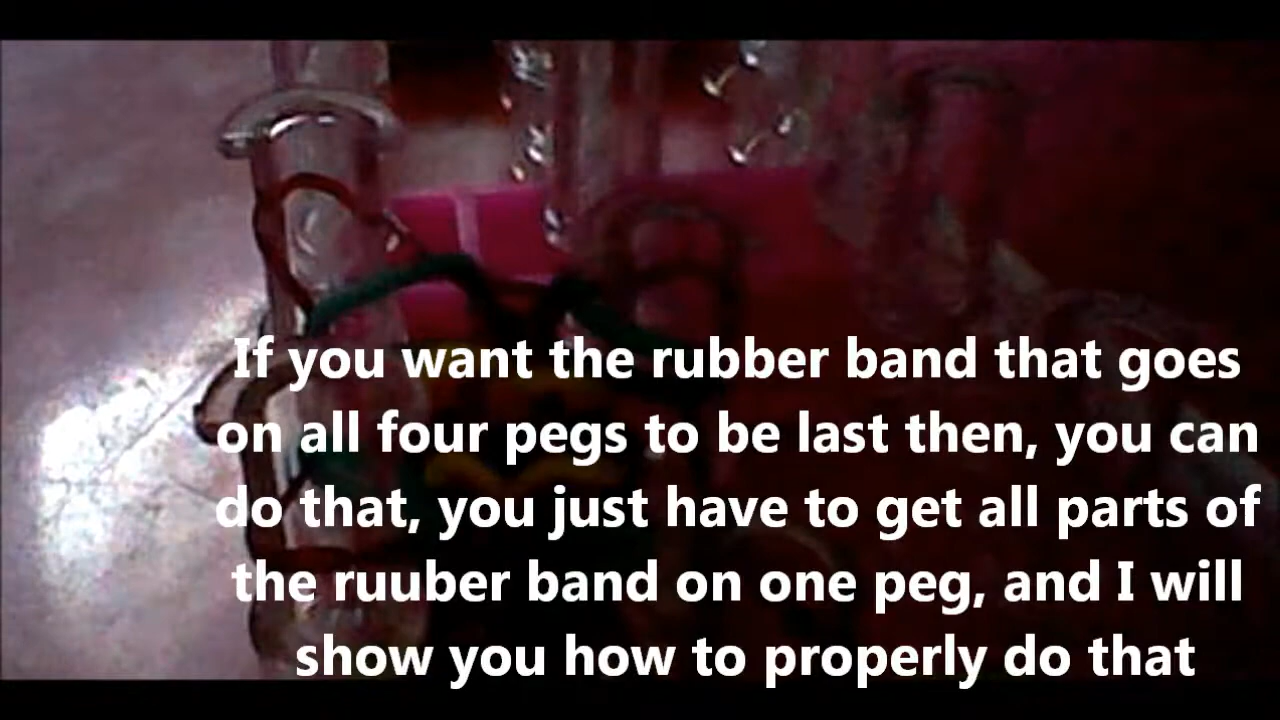 If you want the rubber band that goes
on all four pegs to be last then, you can
do that, you just have to get all parts of
the ruuber band on one peg, and I will
show you how to properly do that